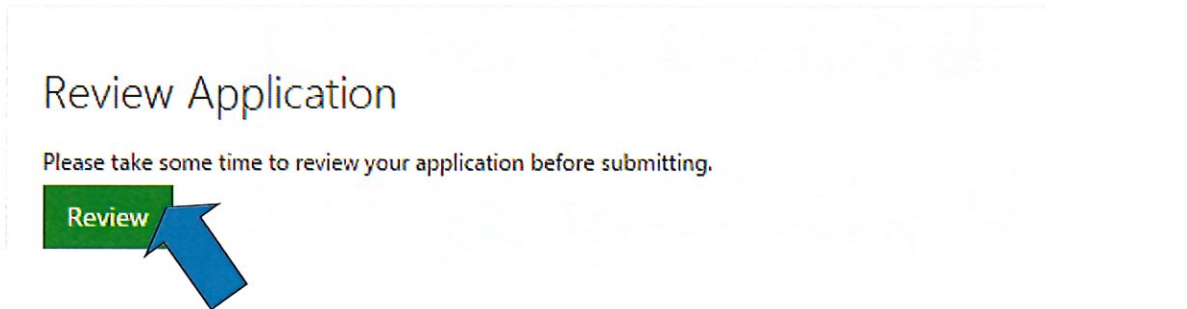 Review Application
Please take some time to review your application before submitting.
Review